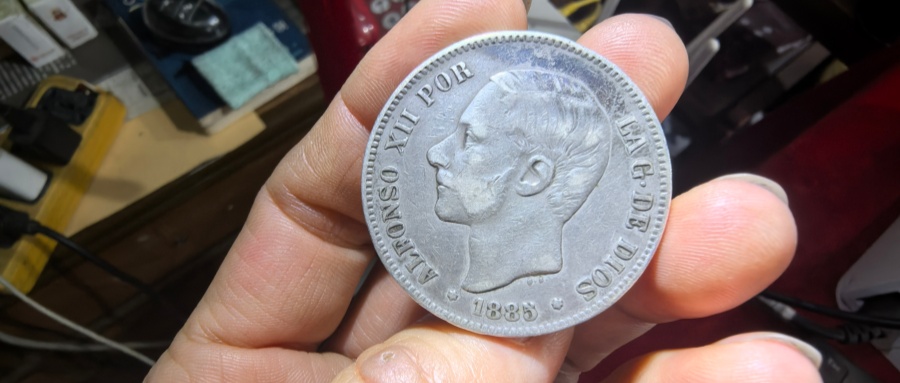 ALFONSO XII POR LA G. DE DIOS
1885